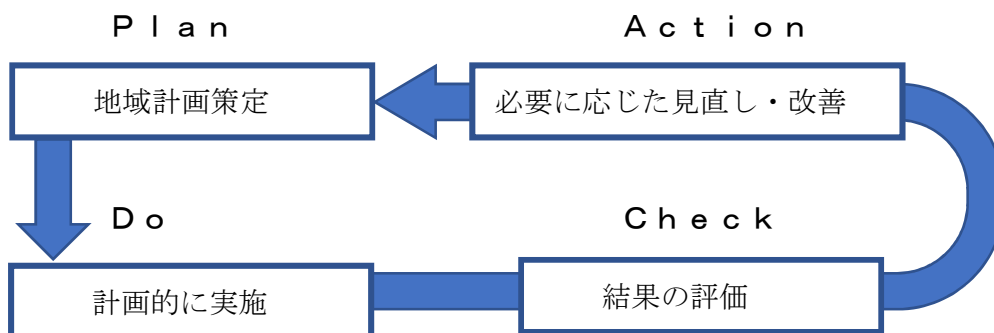 Ｐｌａｎ
Ａｃｔｉｏｎ
地域計画策定
必要に応じた見直し・改善
Ｄｏ
Ｃｈｅｃｋ
計画的に実施
結果の評価